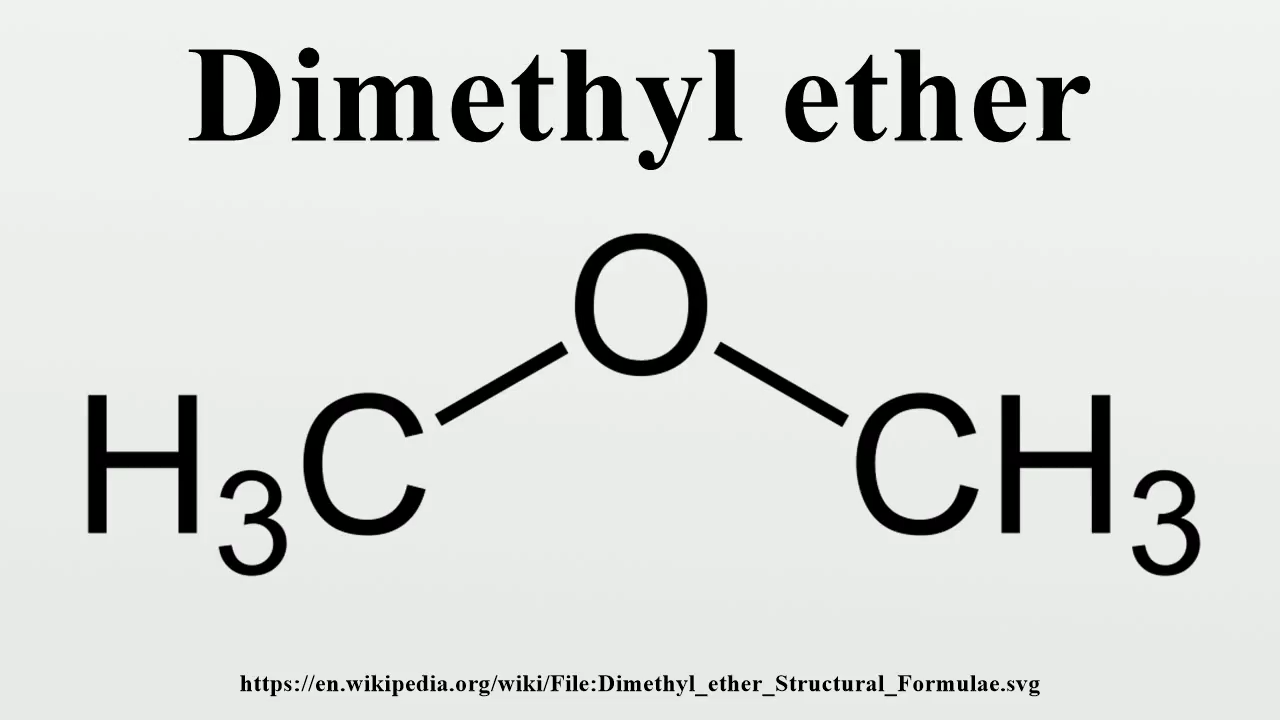 Dimethyl ether
O
H₃C CH₃
https://en.wikipedia.org/wiki/File:Dimethyl_ether_Structural_Formulae.svg